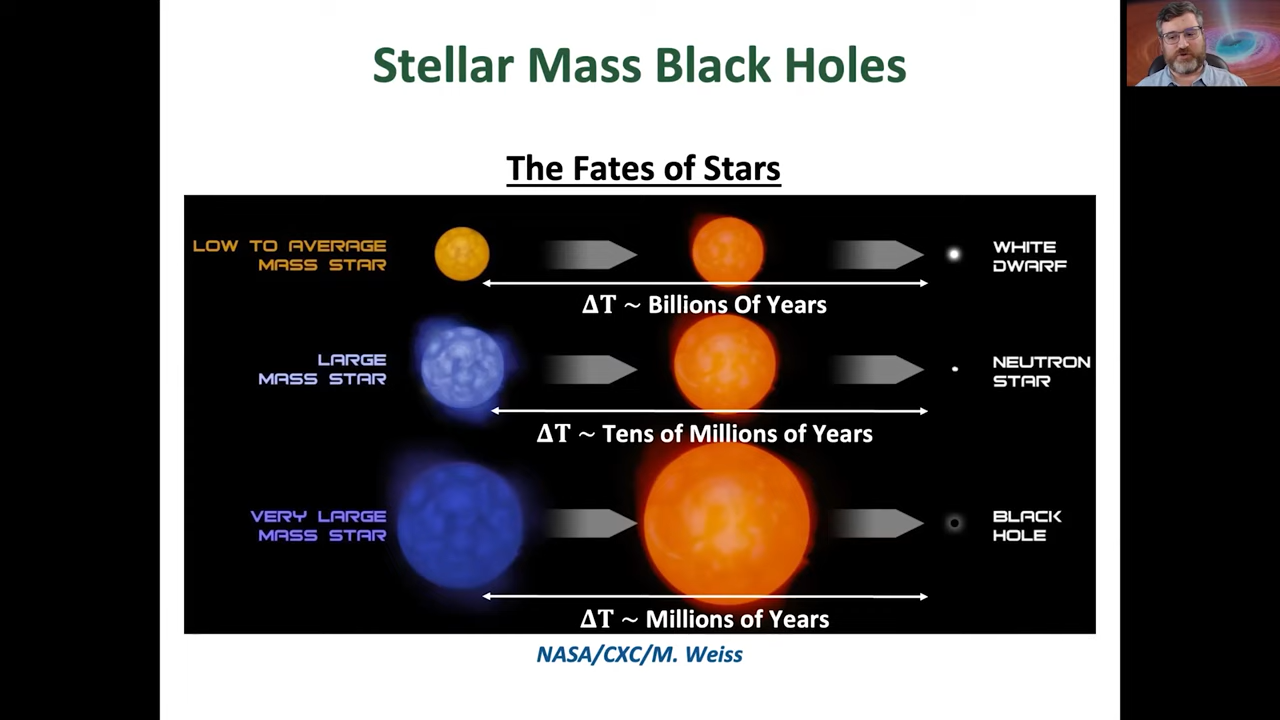 Stellar Mass Black Holes
The Fates of Stars
LOW TO AVERAGE
MASS STAR
WHITE
DWARF
ΔT ~ Billions Of Years
LARGE
MASS STAR
NEUTRON
STAR
ΔT ~ Tens of Millions of Years
VERY LARGE
MASS STAR
BLACK
HOLE
ΔT ~ Millions of Years
NASA/CXC/M. Weiss